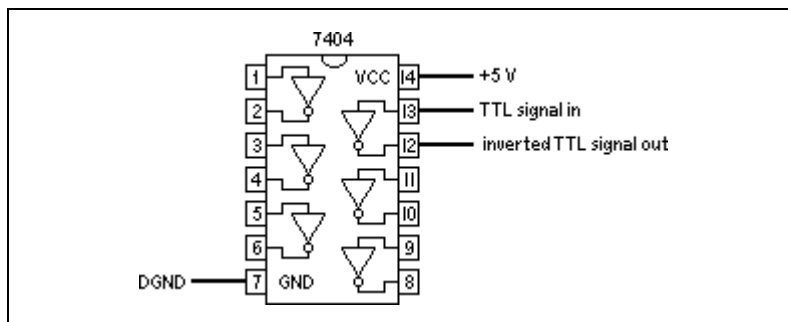 7404
1 VCC 14 +5 V
2 13 TTL signal in
3 12 inverted TTL signal out
4 11
5 10
6 9
DGND 7 GND 8